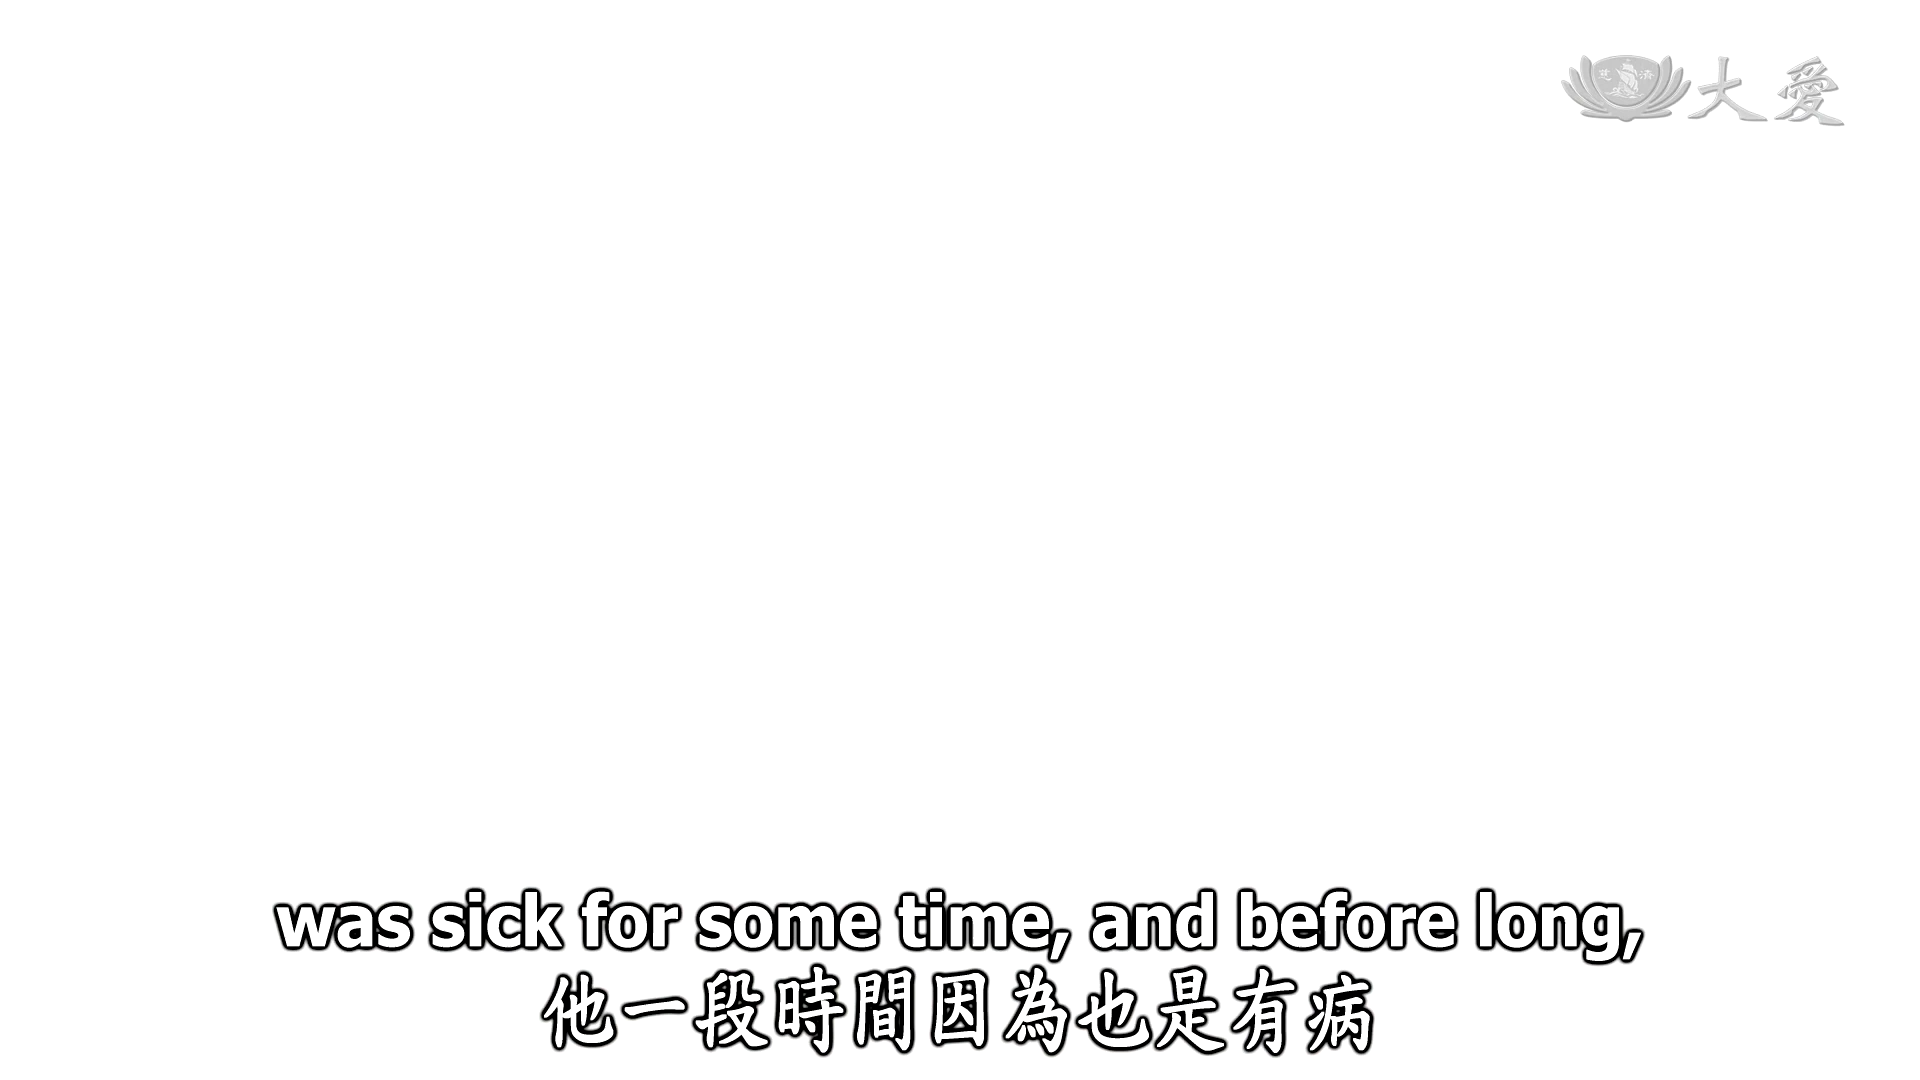 大愛
was sick for some time, and before long,
他一段時間因為也是有病